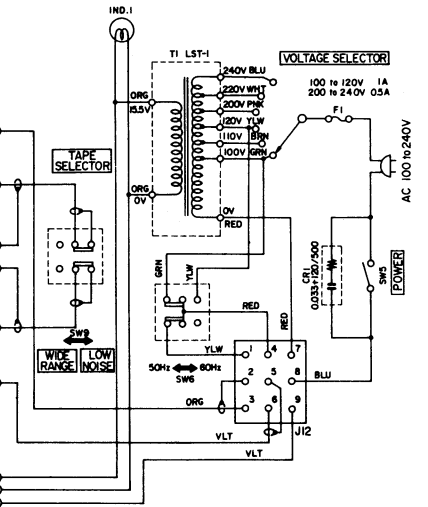 IND.1
T1 LST-1
240V BLU
VOLTAGE SELECTOR
220V WHT
100 to 120V 1A
200 to 240V 0.5A
ORG
15.5V
200V PNK
F1
120V YLW
110V BRN
100V GRN
TAPE
SELECTOR
AC 100 to 240V
ORG
0V
0V
RED
GRN
YLW
CR1
0.033+120/500
SW5
POWER
RED
RED
SW9
WIDE
RANGE
LOW
NOISE
YLW
1 4 7
50Hz 60Hz
SW6
2 5 8
BLU
ORG
3 6 9
VLT
J12
VLT